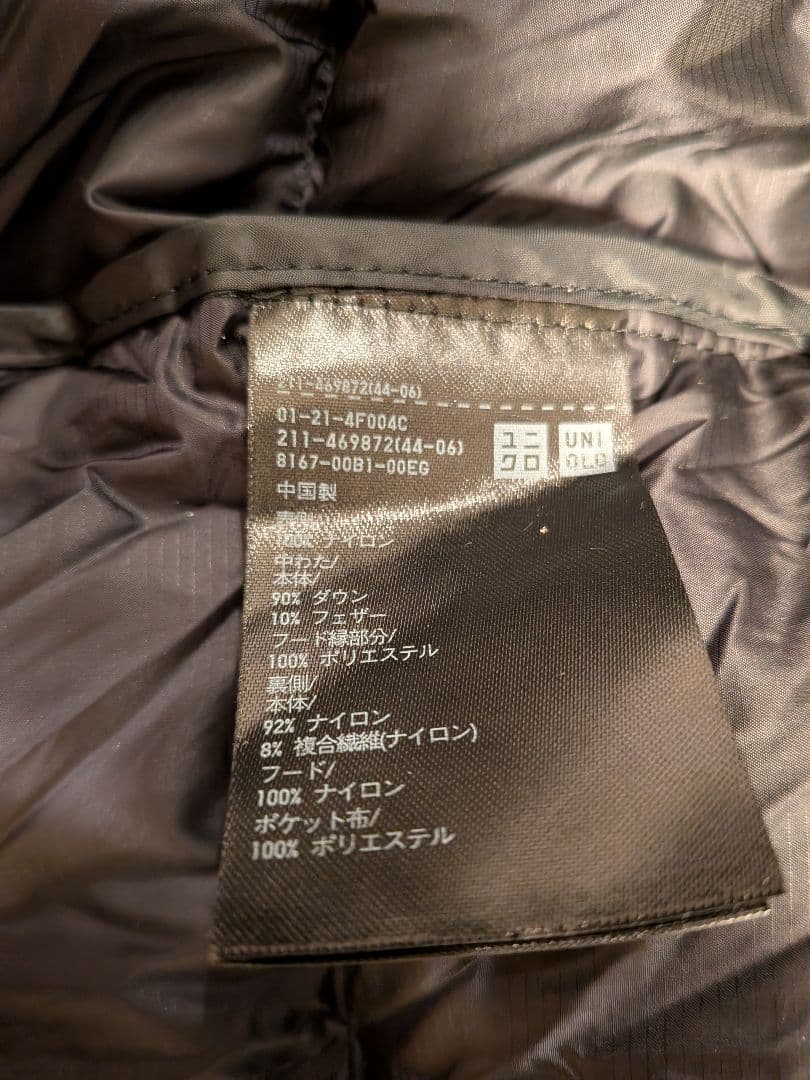 211-469872(44-06)
01-21-4F004C
211-469872(44-06)
8167-00B1-00EG
ユニ
クロ
UNI
QLO
中国製
表側/
100% ナイロン
中わた/
本体/
90% ダウン
10% フェザー
フード縁部分/
100% ポリエステル
裏側/
本体/
92% ナイロン
8% 複合繊維(ナイロン)
フード/
100% ナイロン
ポケット布/
100% ポリエステル